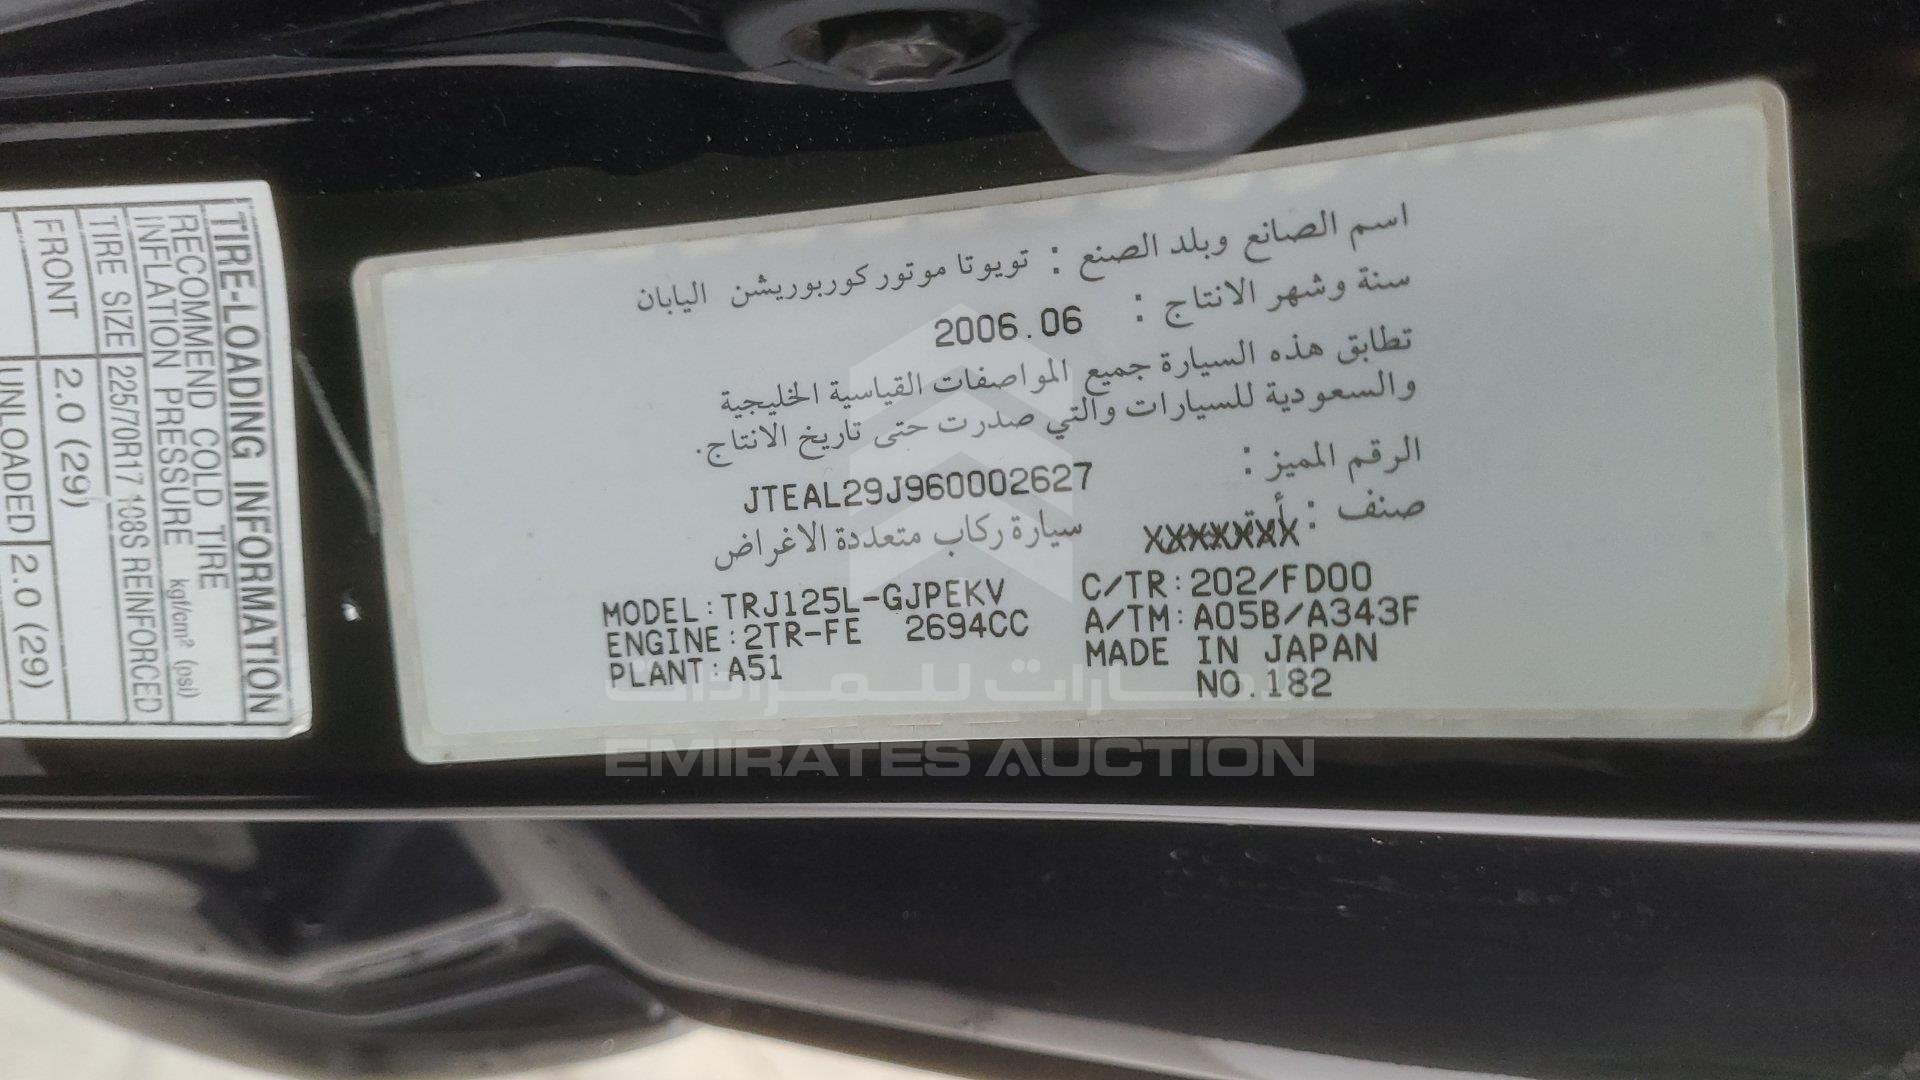 اسم الصانع وبلد الصنع : تويوتا موتور كوربوريشن اليابان
سنة وشهر الانتاج : 2006.06
تطابق هذه السيارة جميع المواصفات القياسية الخليجية
والسعودية للسيارات والتي صدرت حتى تاريخ الانتاج.
الرقم المميز : JTEAL29J960002627
صنف : XXXXXXX سيارة ركاب متعددة الاغراض
MODEL:TRJ125L-GJPEKV C/TR:202/FD00
ENGINE:2TR-FE 2694CC A/TM:A05B/A343F
PLANT:A51 MADE IN JAPAN
NO.182
الإمارات للمزادات
EMIRATES AUCTION
TIRE-LOADING INFORMATION
RECOMMEND COLD TIRE
INFLATION PRESSURE kgf/cm² (psi)
TIRE SIZE 225/70R17 108S REINFORCED
FRONT 2.0 (29)
UNLOADED 2.0 (29)